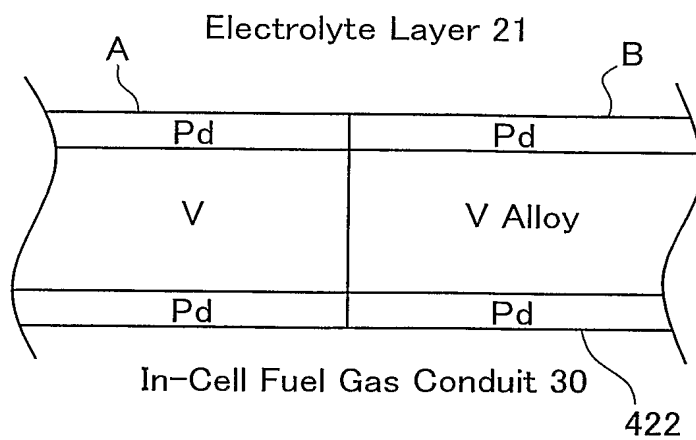 Electrolyte Layer 21
A B
Pd Pd
V V Alloy
Pd Pd
In-Cell Fuel Gas Conduit 30
422